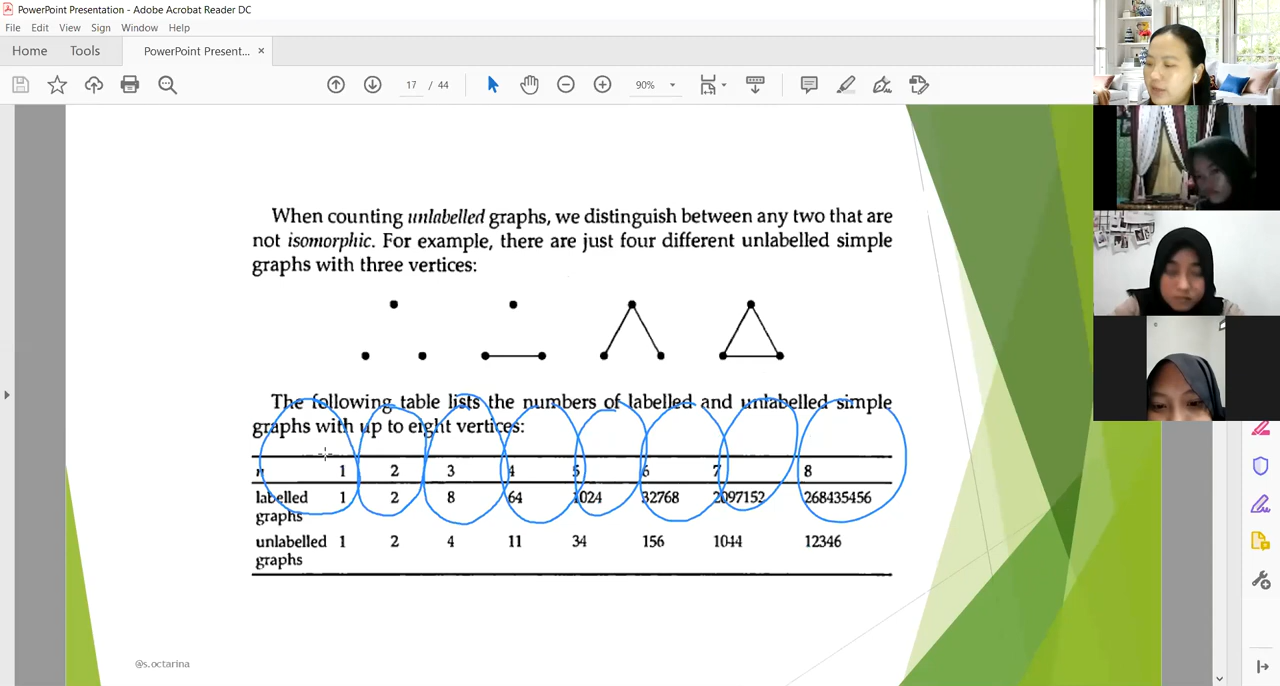 PowerPoint Presentation - Adobe Acrobat Reader DC
File Edit View Sign Window Help
Home Tools PowerPoint Present... ×
17 / 44 90%
When counting unlabelled graphs, we distinguish between any two that are
not isomorphic. For example, there are just four different unlabelled simple
graphs with three vertices:
The following table lists the numbers of labelled and unlabelled simple
graphs with up to eight vertices:
n 1 2 3 4 5 6 7 8
labelled 1 2 8 64 1024 32768 2097152 268435456
graphs
unlabelled 1 2 4 11 34 156 1044 12346
graphs
@s.octarina